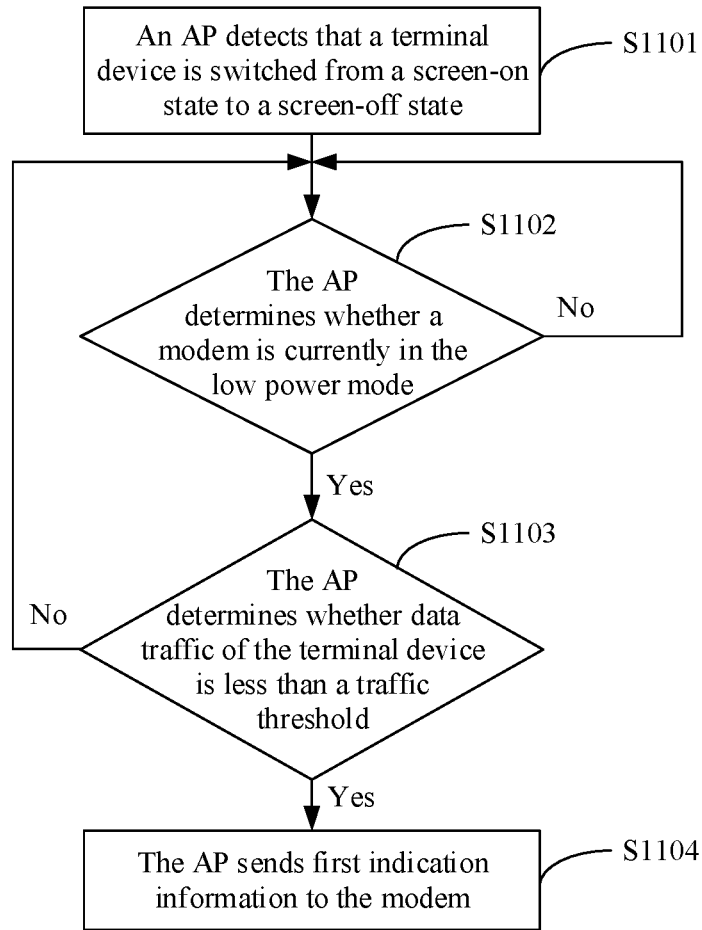 An AP detects that a terminal
device is switched from a screen-on
state to a screen-off state
S1101
S1102
The AP
determines whether a
modem is currently in the
low power mode
No
Yes
S1103
The AP
determines whether data
traffic of the terminal device
is less than a traffic
threshold
No
Yes
The AP sends first indication
information to the modem
S1104